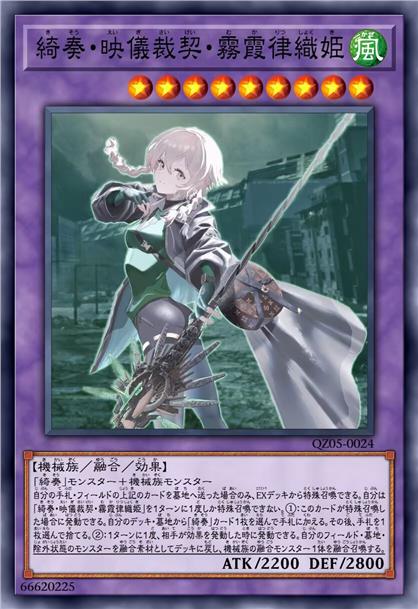 綺奏・映儀裁契・霧霞律織姫
風
QZ05-0024
【機械族／融合／効果】
「綺奏」モンスター＋機械族モンスター
自分の手札・フィールドの上記のカードを墓地へ送った場合のみ、EXデッキから特殊召喚できる。自分は
「綺奏・映儀裁契・霧霞律織姫」を1ターンに1度しか特殊召喚できない。①：このカードが特殊召喚し
た場合に発動できる。自分のデッキ・墓地から「綺奏」カード1枚を選んで手札に加える。その後、手札を1
枚選んで捨てる。②：1ターンに1度、相手が効果を発動した時に発動できる。自分のフィールド・墓地・
除外状態のモンスターを融合素材としてデッキに戻し、機械族の融合モンスター1体を融合召喚する。
ATK/2200 DEF/2800
66620225